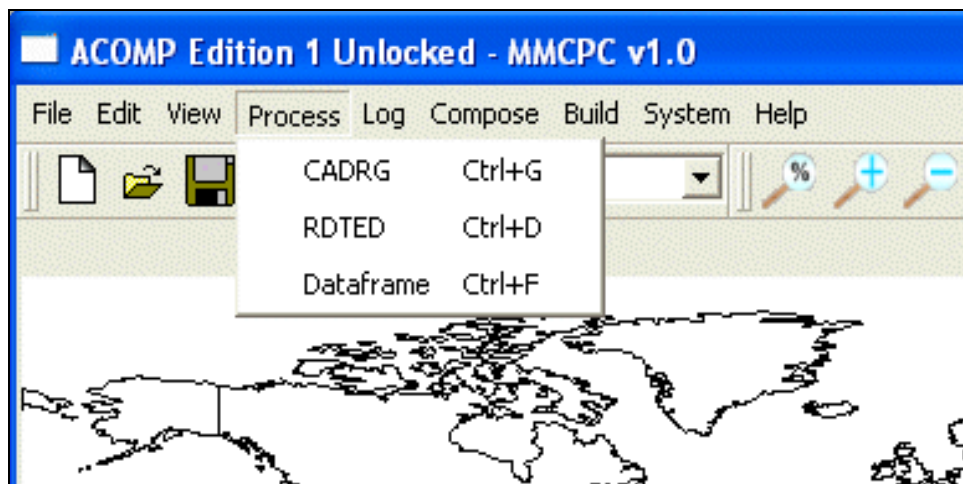 ACOMP Edition 1 Unlocked - MMCPC v1.0
File Edit View Process Log Compose Build System Help
CADRG Ctrl+G
%
RDTED Ctrl+D
Dataframe Ctrl+F